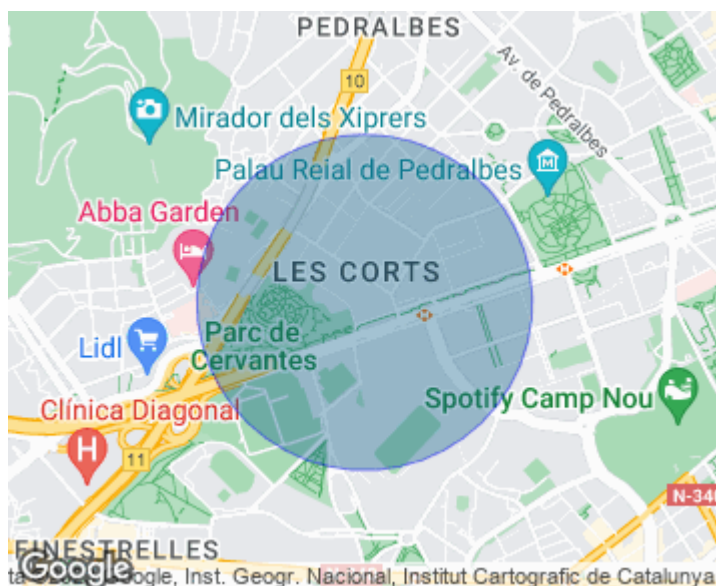 PEDRALBES
10
Av. de Pedralbes
Mirador dels Xiprers
Palau Reial de Pedralbes
M
Abba Garden
LES CORTS
Parc de
Cervantes
Lidl
Spotify Camp Nou
Clínica Diagonal
H
11
N-340
FINESTRELLES
Google
Google, Inst. Geogr. Nacional, Institut Cartogràfic de Catalunya